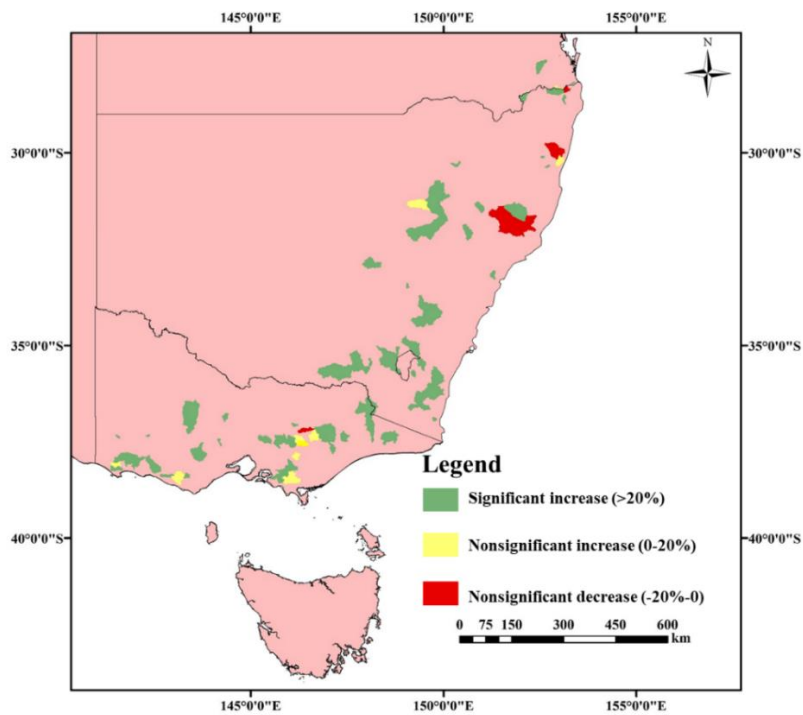 145°0'0"E 150°0'0"E 155°0'0"E
N
30°0'0"S 30°0'0"S
35°0'0"S 35°0'0"S
Legend
Significant increase (>20%)
Nonsignificant increase (0-20%)
40°0'0"S 40°0'0"S
Nonsignificant decrease (-20%-0)
0 75 150 300 450 600
km
145°0'0"E 150°0'0"E 155°0'0"E